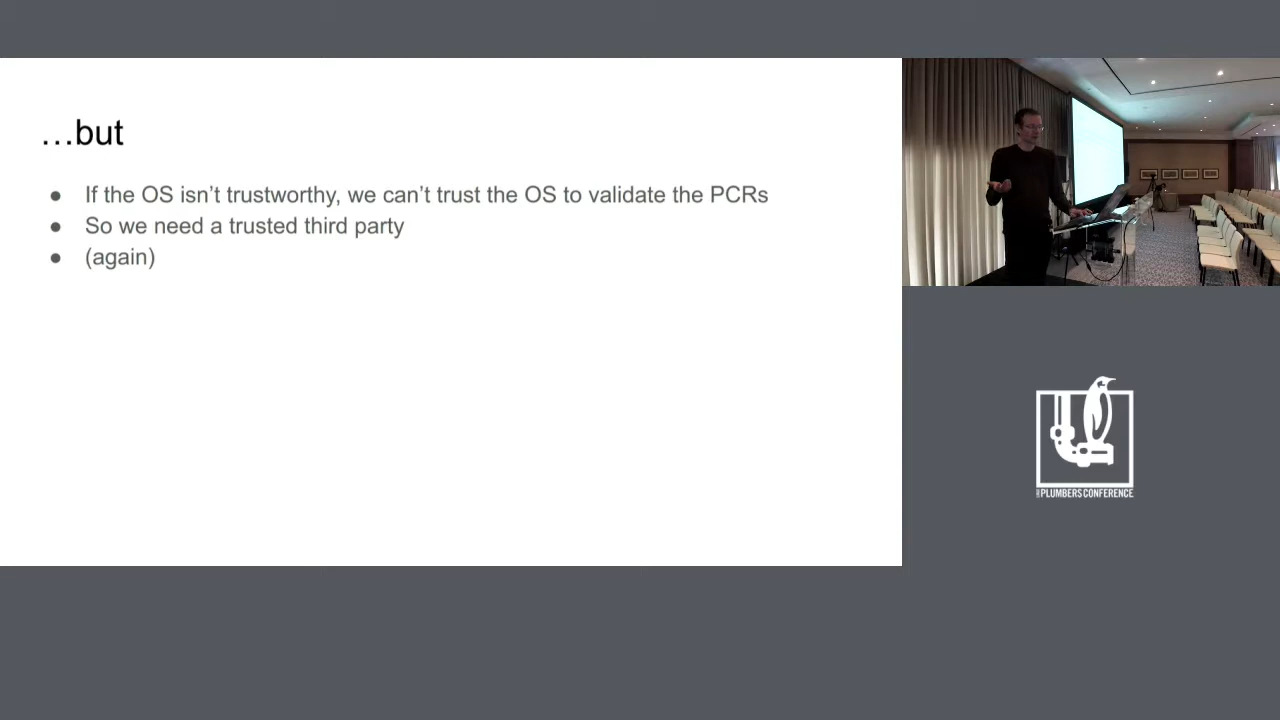 …but
● If the OS isn’t trustworthy, we can’t trust the OS to validate the PCRs
● So we need a trusted third party
● (again)
PLUMBERS CONFERENCE